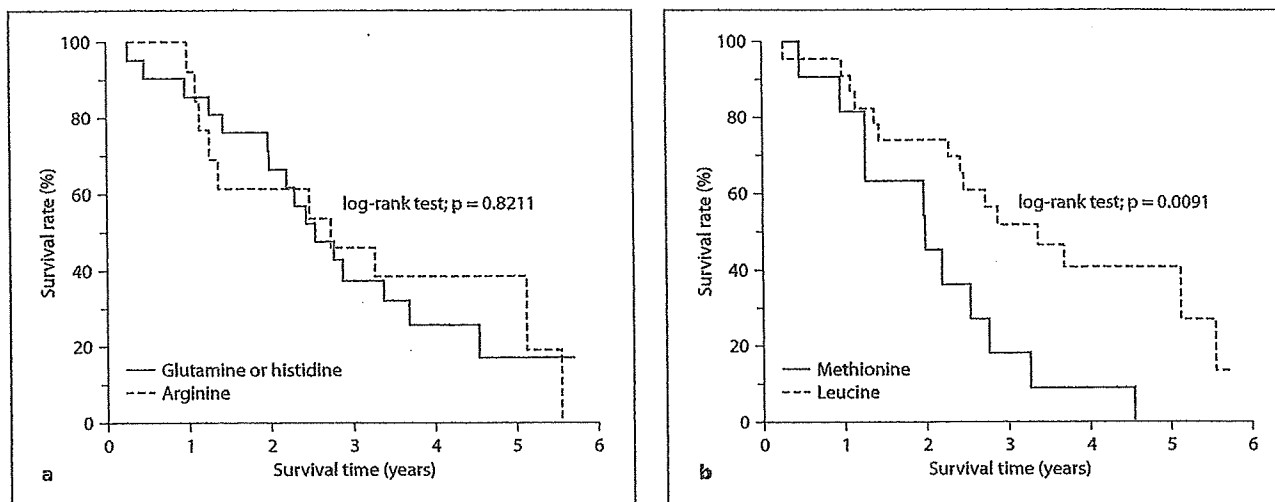 100
80
60
40
20
0
Survival rate (%)
log-rank test; p = 0.8211
Glutamine or histidine
Arginine
0 1 2 3 4 5 6
Survival time (years)
a
100
80
60
40
20
0
Survival rate (%)
log-rank test; p = 0.0091
Methionine
Leucine
0 1 2 3 4 5 6
Survival time (years)
b